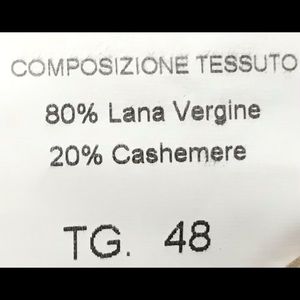 COMPOSIZIONE TESSUTO
80% Lana Vergine
20% Cashemere
TG. 48